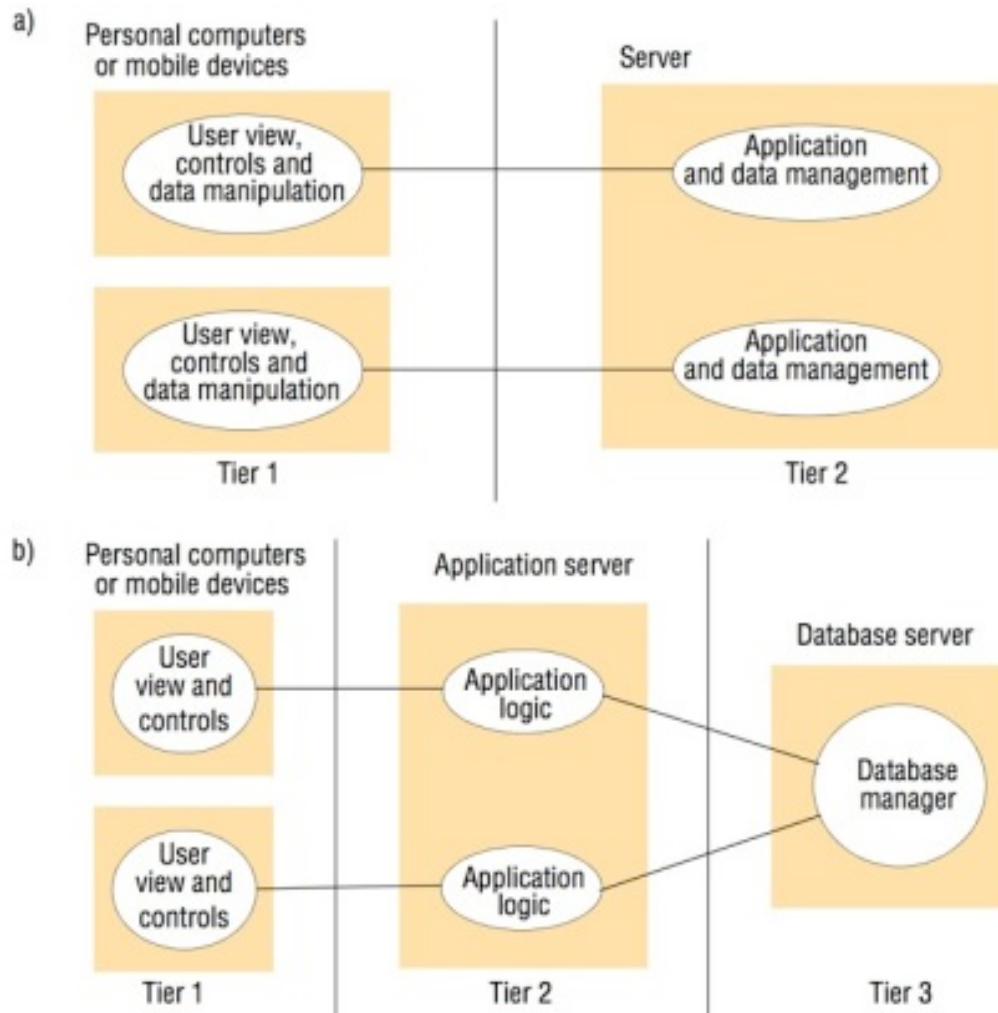 a)
Personal computers
or mobile devices
Server
User view,
controls and
data manipulation
Application
and data management
User view,
controls and
data manipulation
Application
and data management
Tier 1
Tier 2
b)
Personal computers
or mobile devices
Application server
Database server
User
view and
controls
Application
logic
Database
manager
User
view and
controls
Application
logic
Tier 1
Tier 2
Tier 3